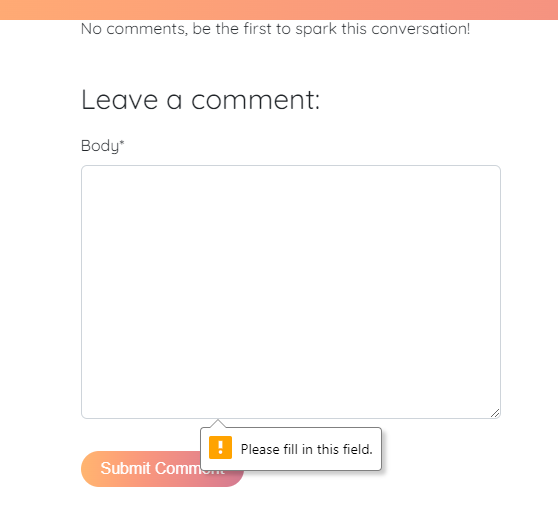 No comments, be the first to spark this conversation!
Leave a comment:
Body*
Please fill in this field.
Submit Comment